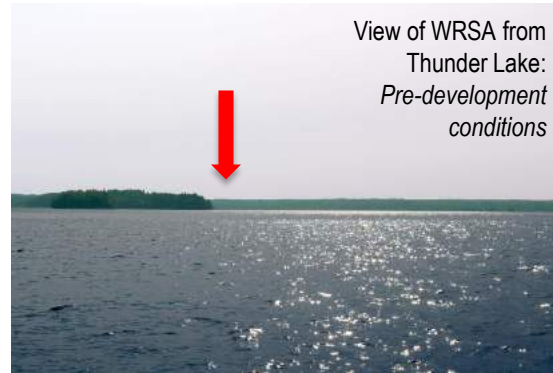 View of WRSA from
Thunder Lake:
Pre-development
conditions